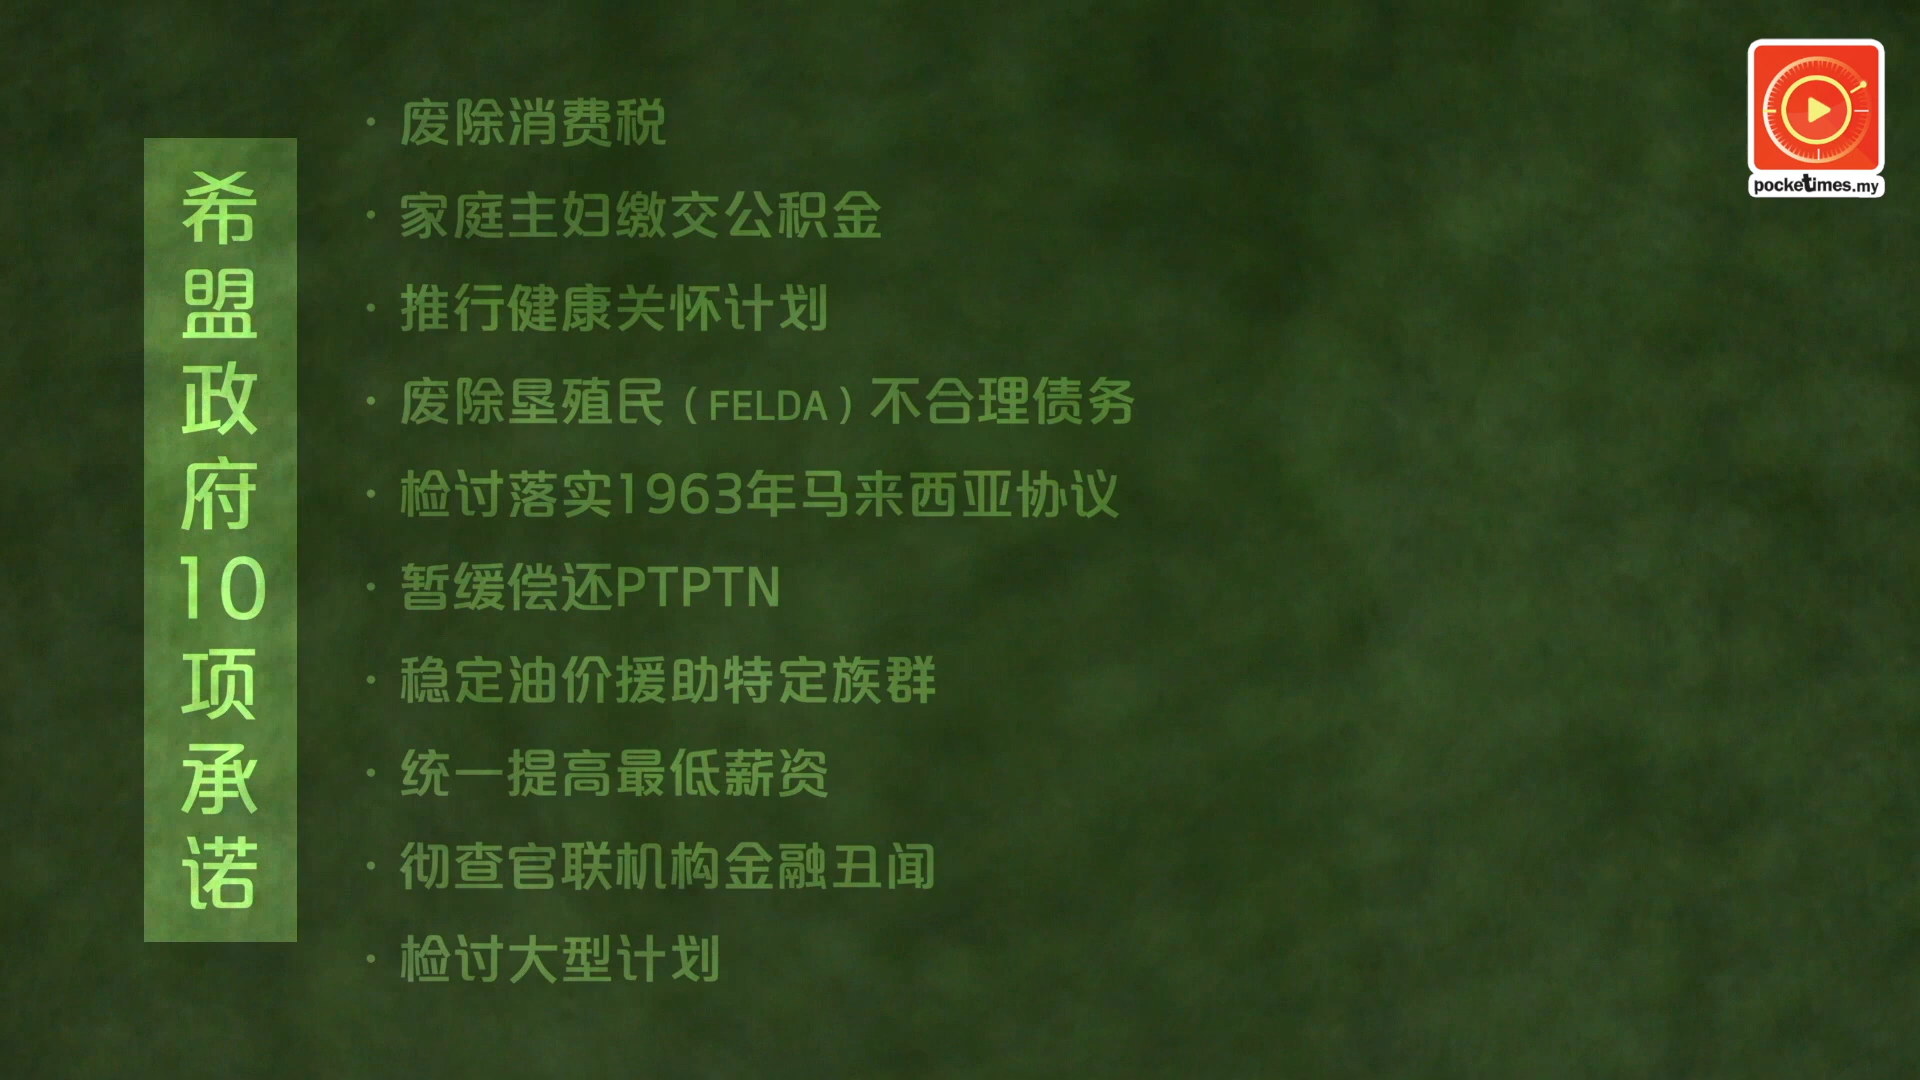 希盟政府10项承诺
· 废除消费税
· 家庭主妇缴交公积金
· 推行健康关怀计划
· 废除垦殖民（FELDA）不合理债务
· 检讨落实1963年马来西亚协议
· 暂缓偿还PTPTN
· 稳定油价援助特定族群
· 统一提高最低薪资
· 彻查官联机构金融丑闻
· 检讨大型计划
pocketimes.my